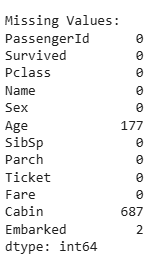 Missing Values:
PassengerId 0
Survived 0
Pclass 0
Name 0
Sex 0
Age 177
SibSp 0
Parch 0
Ticket 0
Fare 0
Cabin 687
Embarked 2
dtype: int64